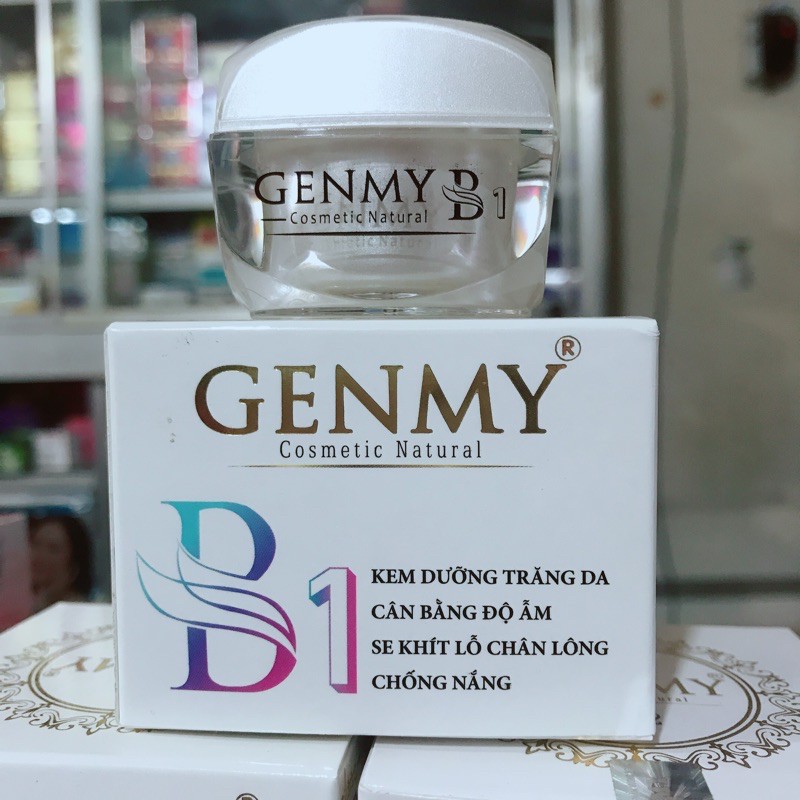 GENMY B1
Cosmetic Natural
GENMY®
Cosmetic Natural
B1
KEM DƯỠNG TRĂNG DA
CÂN BẰNG ĐỘ ẨM
SE KHÍT LỖ CHÂN LÔNG
CHỐNG NẮNG